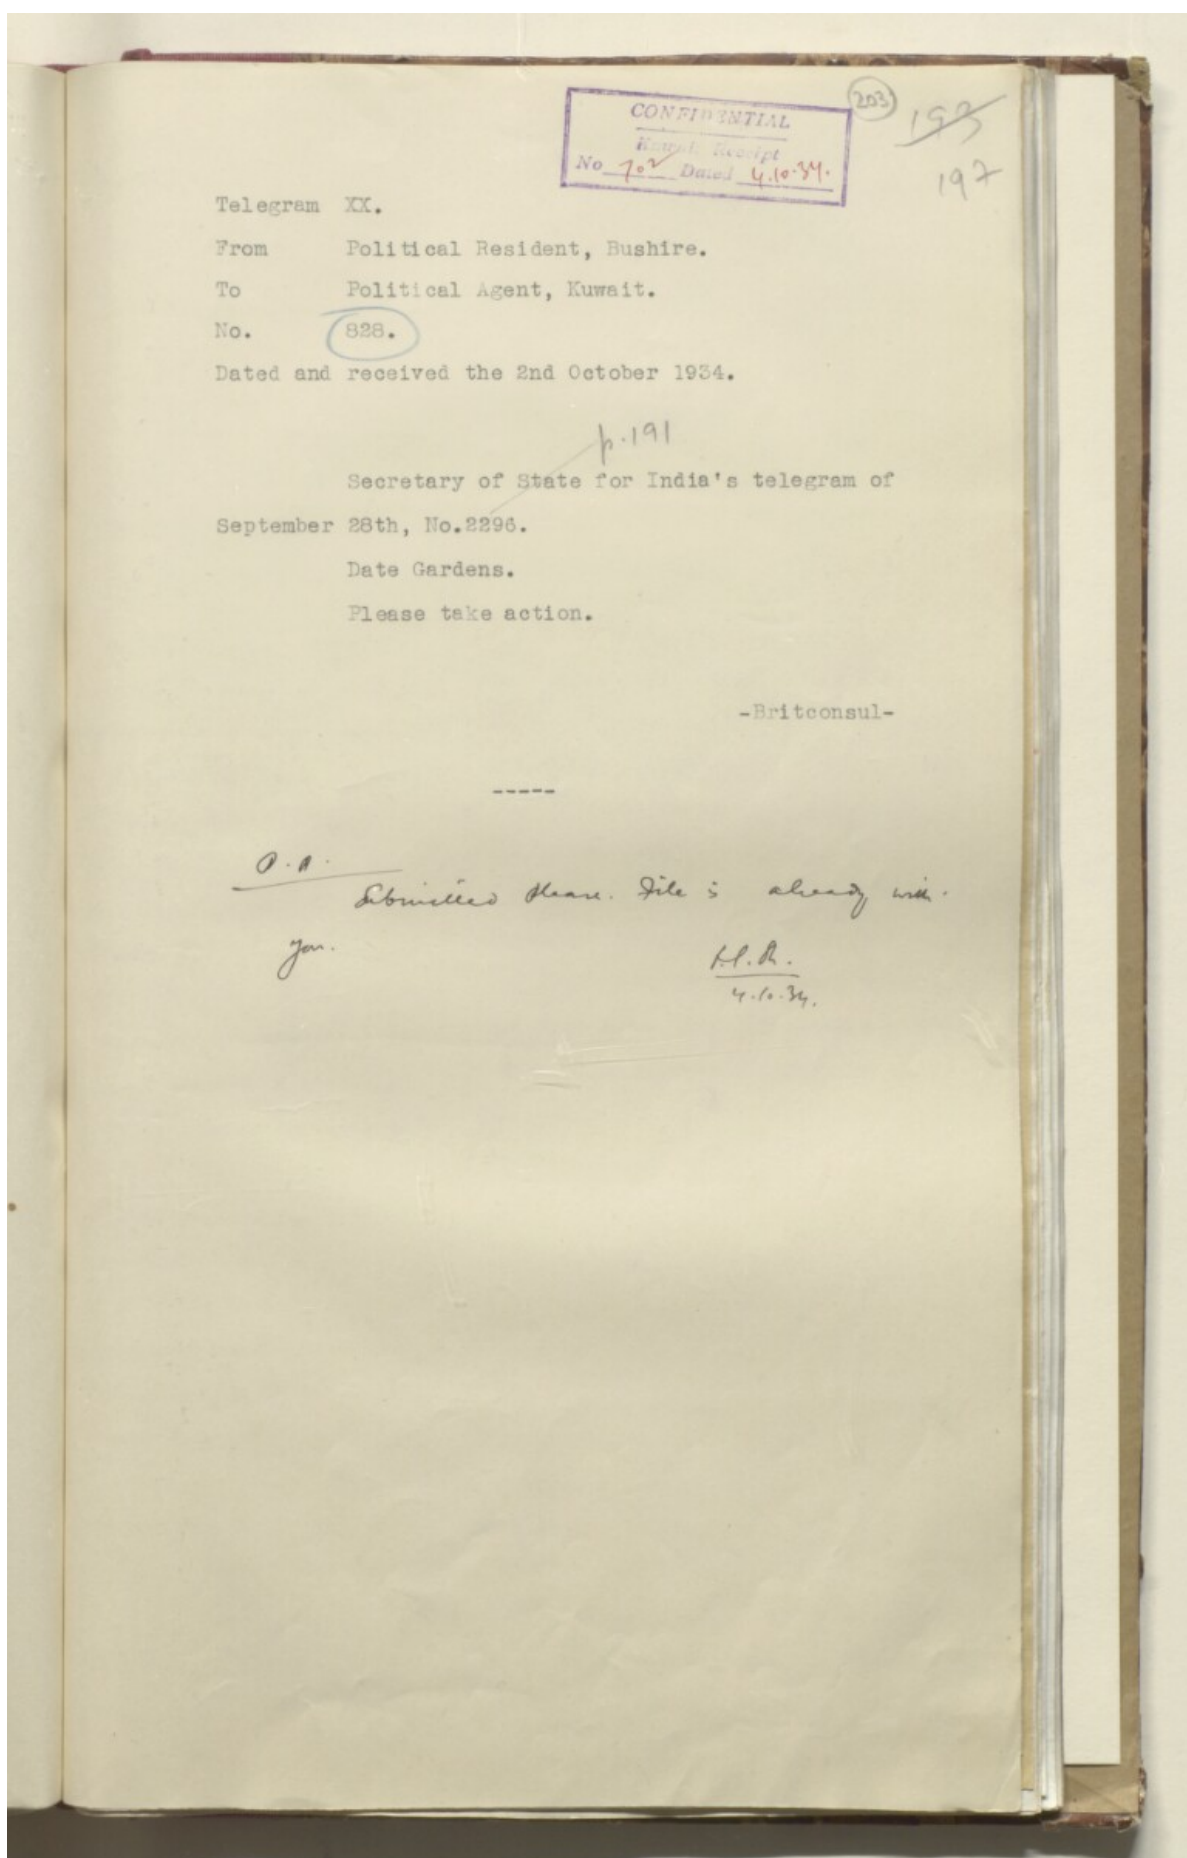 CONFIDENTIAL
Kuwait Receipt
No 702 Dated 4.10.34.
203
193
197
Telegram XX.
From Political Resident, Bushire.
To Political Agent, Kuwait.
No. 828.
Dated and received the 2nd October 1934.
p.191
Secretary of State for India's telegram of
September 28th, No.2296.
Date Gardens.
Please take action.
-Britconsul-
-----
P.A.
Submitted please. File is already with
you.
4.10.34.